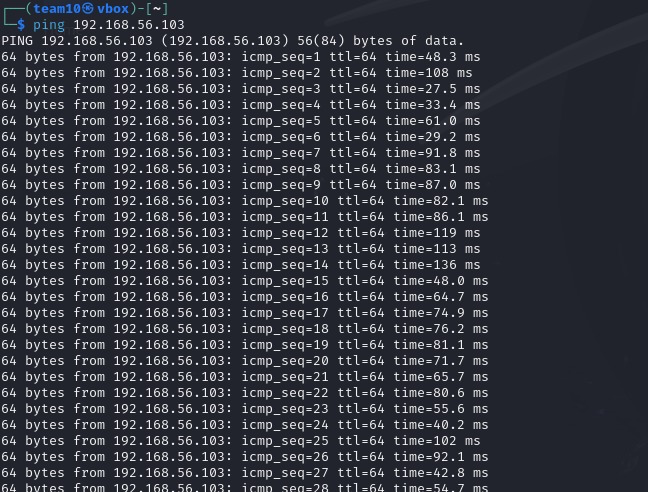 ┌──(team10㉿vbox)-[~]
└─$ ping 192.168.56.103
PING 192.168.56.103 (192.168.56.103) 56(84) bytes of data.
64 bytes from 192.168.56.103: icmp_seq=1 ttl=64 time=48.3 ms
64 bytes from 192.168.56.103: icmp_seq=2 ttl=64 time=108 ms
64 bytes from 192.168.56.103: icmp_seq=3 ttl=64 time=27.5 ms
64 bytes from 192.168.56.103: icmp_seq=4 ttl=64 time=33.4 ms
64 bytes from 192.168.56.103: icmp_seq=5 ttl=64 time=61.0 ms
64 bytes from 192.168.56.103: icmp_seq=6 ttl=64 time=29.2 ms
64 bytes from 192.168.56.103: icmp_seq=7 ttl=64 time=91.8 ms
64 bytes from 192.168.56.103: icmp_seq=8 ttl=64 time=83.1 ms
64 bytes from 192.168.56.103: icmp_seq=9 ttl=64 time=87.0 ms
64 bytes from 192.168.56.103: icmp_seq=10 ttl=64 time=82.1 ms
64 bytes from 192.168.56.103: icmp_seq=11 ttl=64 time=86.1 ms
64 bytes from 192.168.56.103: icmp_seq=12 ttl=64 time=119 ms
64 bytes from 192.168.56.103: icmp_seq=13 ttl=64 time=113 ms
64 bytes from 192.168.56.103: icmp_seq=14 ttl=64 time=136 ms
64 bytes from 192.168.56.103: icmp_seq=15 ttl=64 time=48.0 ms
64 bytes from 192.168.56.103: icmp_seq=16 ttl=64 time=64.7 ms
64 bytes from 192.168.56.103: icmp_seq=17 ttl=64 time=74.9 ms
64 bytes from 192.168.56.103: icmp_seq=18 ttl=64 time=76.2 ms
64 bytes from 192.168.56.103: icmp_seq=19 ttl=64 time=81.1 ms
64 bytes from 192.168.56.103: icmp_seq=20 ttl=64 time=71.7 ms
64 bytes from 192.168.56.103: icmp_seq=21 ttl=64 time=65.7 ms
64 bytes from 192.168.56.103: icmp_seq=22 ttl=64 time=80.6 ms
64 bytes from 192.168.56.103: icmp_seq=23 ttl=64 time=55.6 ms
64 bytes from 192.168.56.103: icmp_seq=24 ttl=64 time=40.2 ms
64 bytes from 192.168.56.103: icmp_seq=25 ttl=64 time=102 ms
64 bytes from 192.168.56.103: icmp_seq=26 ttl=64 time=92.1 ms
64 bytes from 192.168.56.103: icmp_seq=27 ttl=64 time=42.8 ms
64 bytes from 192.168.56.103: icmp_seq=28 ttl=64 time=54.7 ms